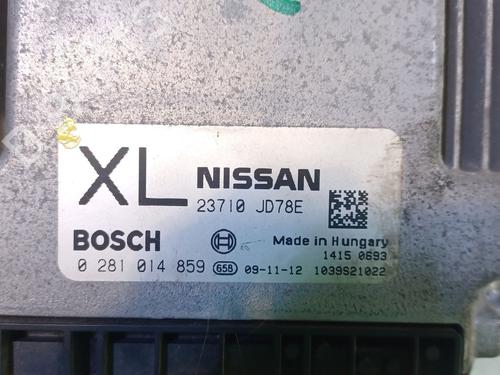 XL NISSAN
23710 JD78E
BOSCH Made in Hungary
1415 0693
0 281 014 859 658 09-11-12 1039S21022